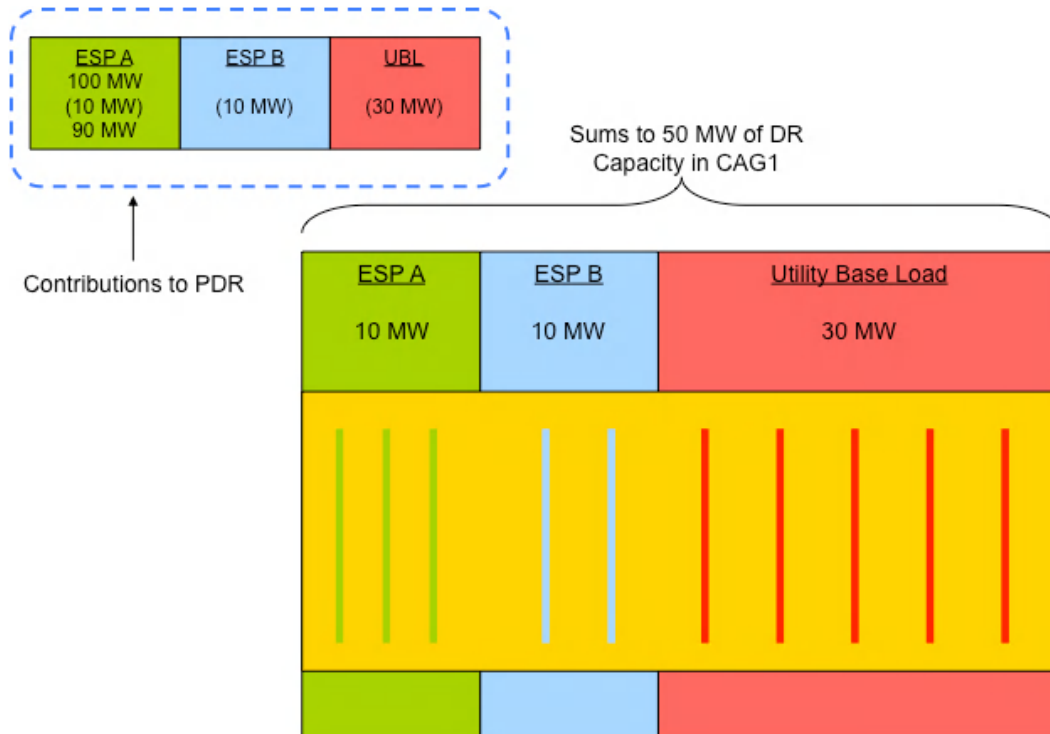 ESP A
100 MW
(10 MW)
90 MW
ESP B
(10 MW)
UBL
(30 MW)
Contributions to PDR
Sums to 50 MW of DR
Capacity in CAG1
ESP A
10 MW
ESP B
10 MW
Utility Base Load
30 MW